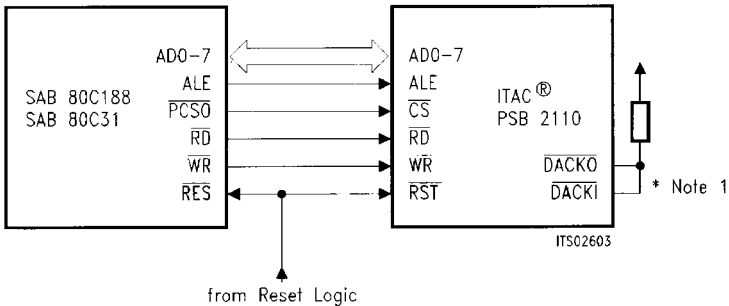 SAB 80C188
SAB 80C31
AD0-7
ALE
PCS0
RD
WR
RES
AD0-7
ALE
CS
RD
WR
RST
ITAC®
PSB 2110
DACKO
DACKI
* Note 1
ITS02603
from Reset Logic